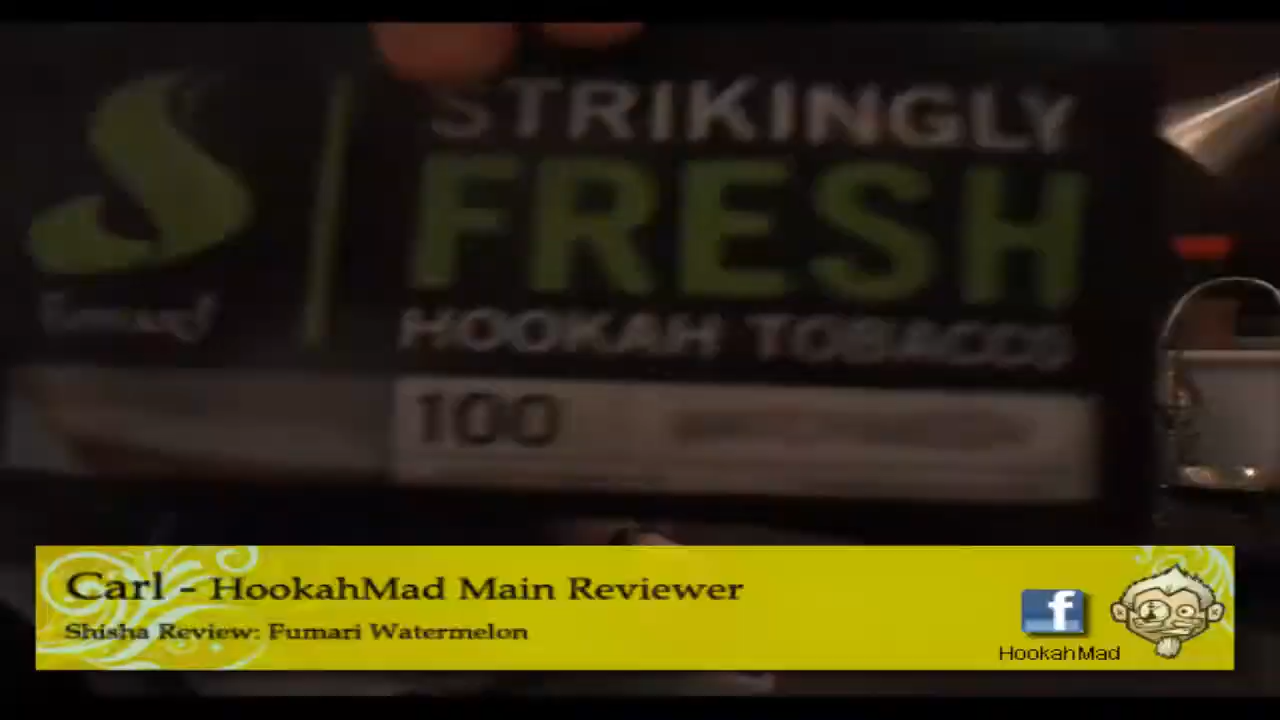 STRIKINGLY
FRESH
HOOKAH TOBACCO
100
Carl - HookahMad Main Reviewer
Shisha Review: Fumari Watermelon
f
HookahMad